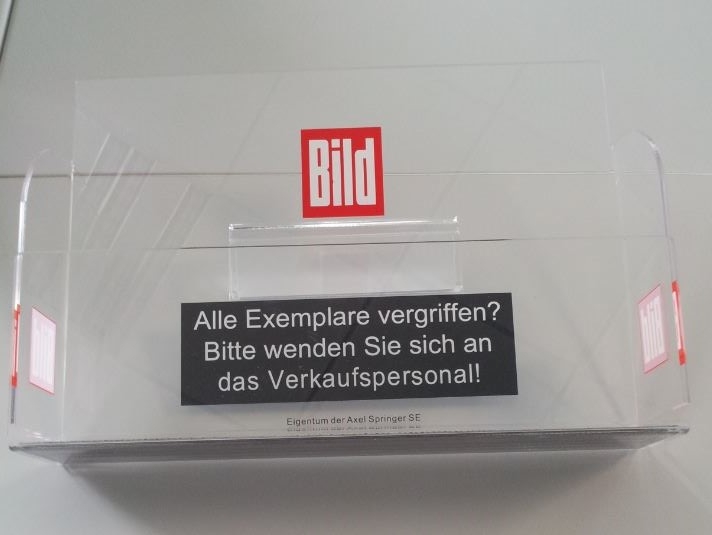 Bild
Alle Exemplare vergriffen?
Bitte wenden Sie sich an
das Verkaufspersonal!
Eigentum der Axel Springer SE
Bild
Bild